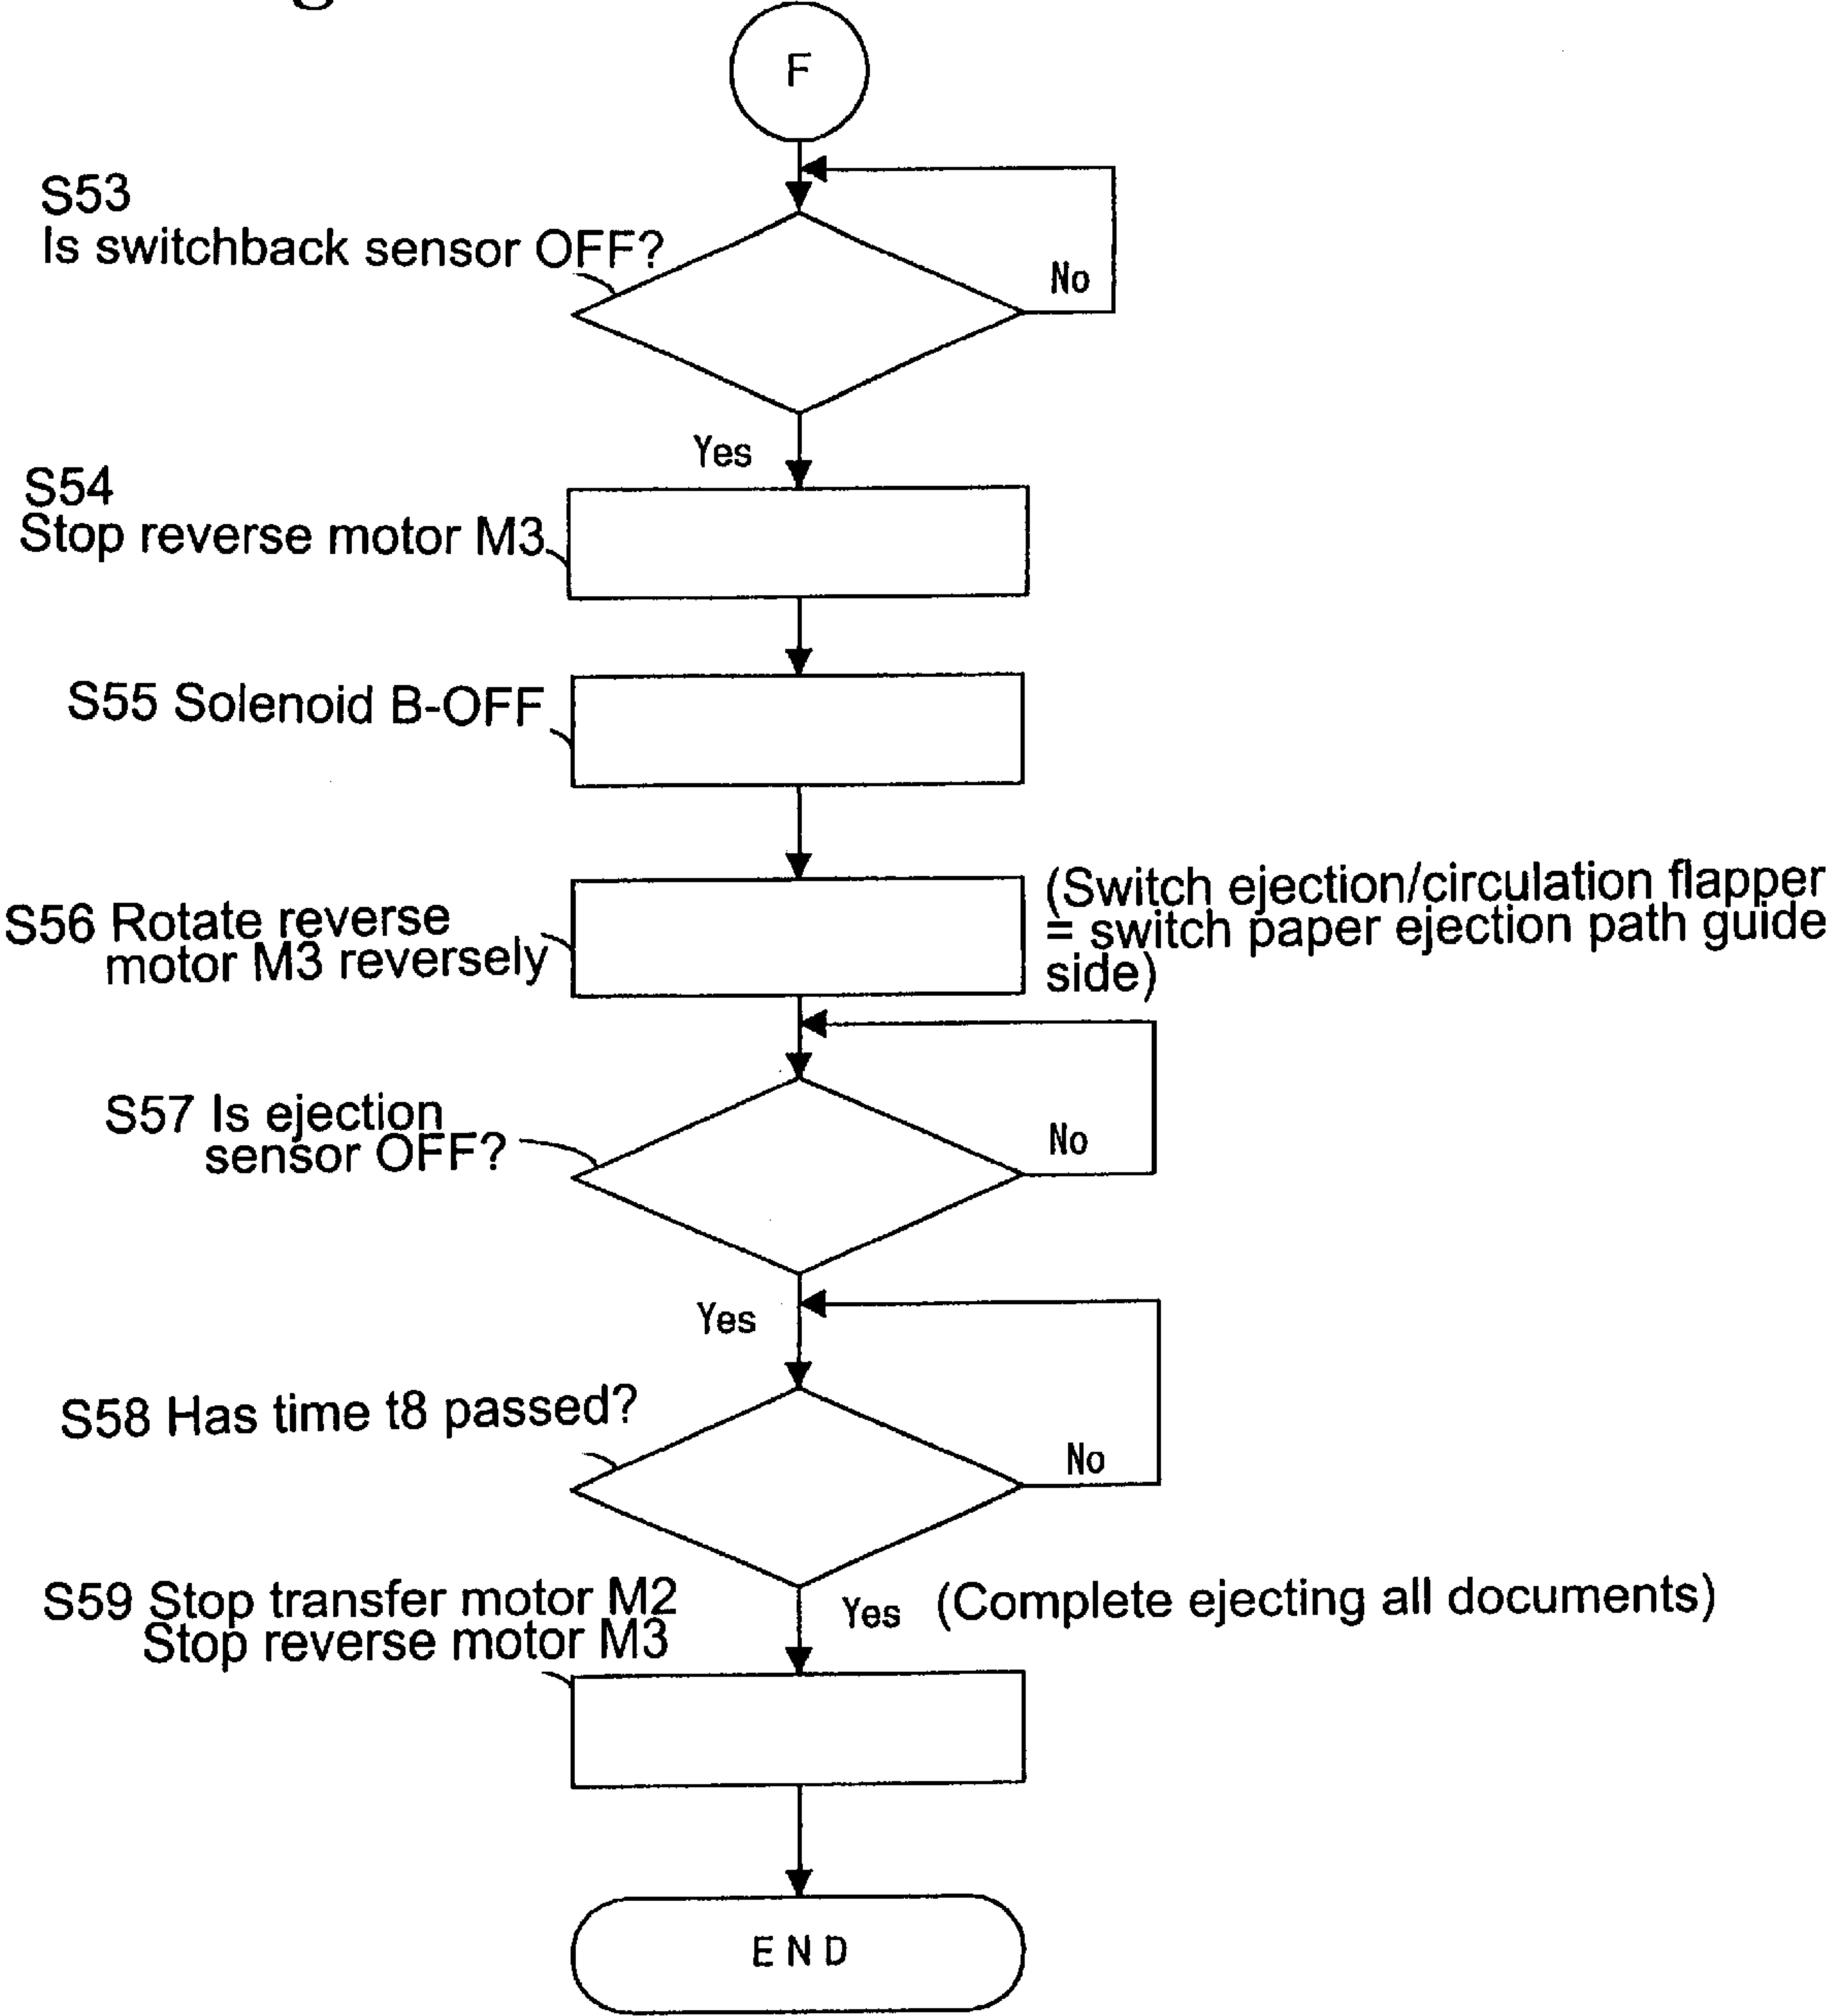 F
S53
Is switchback sensor OFF?
No
Yes
S54
Stop reverse motor M3
S55 Solenoid B-OFF
S56 Rotate reverse
motor M3 reversely
(Switch ejection/circulation flapper
= switch paper ejection path guide
side)
S57 Is ejection
sensor OFF?
No
Yes
S58 Has time t8 passed?
No
S59 Stop transfer motor M2
Stop reverse motor M3
Yes
(Complete ejecting all documents)
END